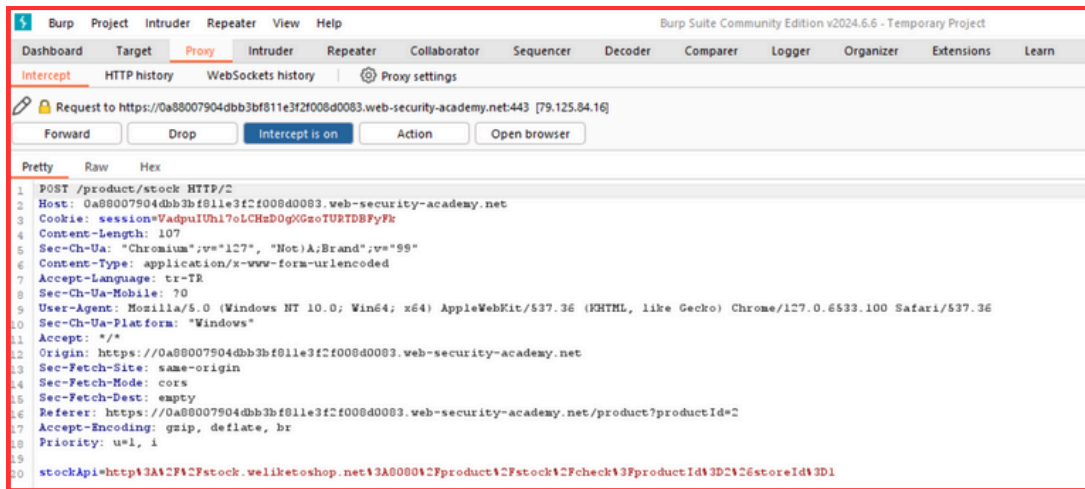 Burp Project Intruder Repeater View Help Burp Suite Community Edition v2024.6.6 - Temporary Project
Dashboard Target Proxy Intruder Repeater Collaborator Sequencer Decoder Comparer Logger Organizer Extensions Learn
Intercept HTTP history WebSockets history Proxy settings
Request to https://0a88007904dbb3bf811e3f2f008d0083.web-security-academy.net:443 [79.125.84.16]
Forward Drop Intercept is on Action Open browser
Pretty Raw Hex
1 POST /product/stock HTTP/2
2 Host: 0a88007904dbb3bf811e3f2f008d0083.web-security-academy.net
3 Cookie: session=VadpuIUhl7oLCHzD0gXGzoTURTDBFyFk
4 Content-Length: 107
5 Sec-Ch-Ua: "Chromium";v="127", "Not)A;Brand";v="99"
6 Content-Type: application/x-www-form-urlencoded
7 Accept-Language: tr-TR
8 Sec-Ch-Ua-Mobile: ?0
9 User-Agent: Mozilla/5.0 (Windows NT 10.0; Win64; x64) AppleWebKit/537.36 (KHTML, like Gecko) Chrome/127.0.6533.100 Safari/537.36
10 Sec-Ch-Ua-Platform: "Windows"
11 Accept: */*
12 Origin: https://0a88007904dbb3bf811e3f2f008d0083.web-security-academy.net
13 Sec-Fetch-Site: same-origin
14 Sec-Fetch-Mode: cors
15 Sec-Fetch-Dest: empty
16 Referer: https://0a88007904dbb3bf811e3f2f008d0083.web-security-academy.net/product?productId=2
17 Accept-Encoding: gzip, deflate, br
18 Priority: u=1, i
19
20 stockApi=http%3A%2F%2Fstock.weliketoshop.net%3A8080%2Fproduct%2Fstock%2Fcheck%3FproductId%3D2%26storeId%3D1